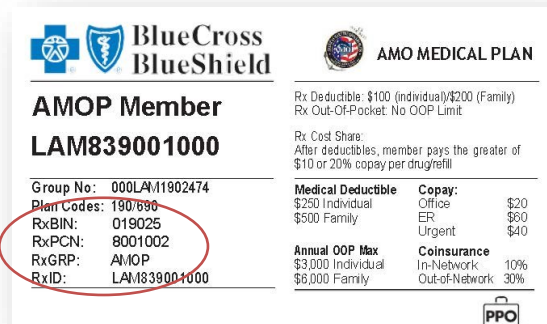 BlueCross
BlueShield
AMOP Member
LAM839001000
Group No: 000LAM1902474
Plan Codes: 190/690
RxBIN: 019025
RxPCN: 8001002
RxGRP: AMOP
RxID: LAM839001000
AMO MEDICAL PLAN
Rx Deductible: $100 (individual)/$200 (Family)
Rx Out-Of-Pocket: No OOP Limit
Rx Cost Share:
After deductibles, member pays the greater of
$10 or 20% copay per drug/refill
Medical Deductible
$250 Individual
$500 Family
Annual OOP Max
$3,000 Individual
$6,000 Family
Copay:
Office $20
ER $60
Urgent $40
Coinsurance
In-Network 10%
Out-of-Network 30%
PPO